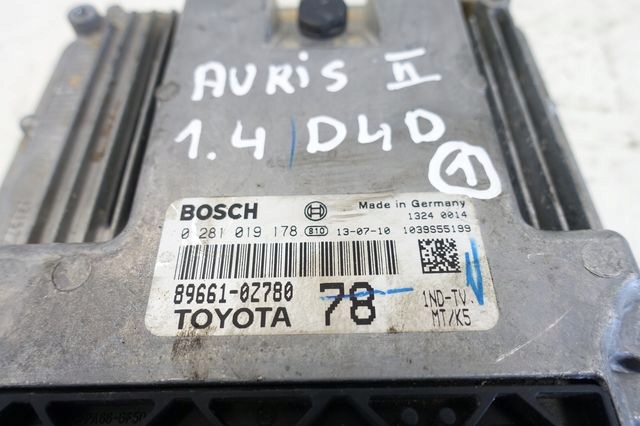 AURIS II
1.4 D4D
1
BOSCH Made in Germany
1324 0014
0 281 019 178 810 13-07-10 1039S55199
89661-0Z780
TOYOTA 78 1ND-TV
MT/K5